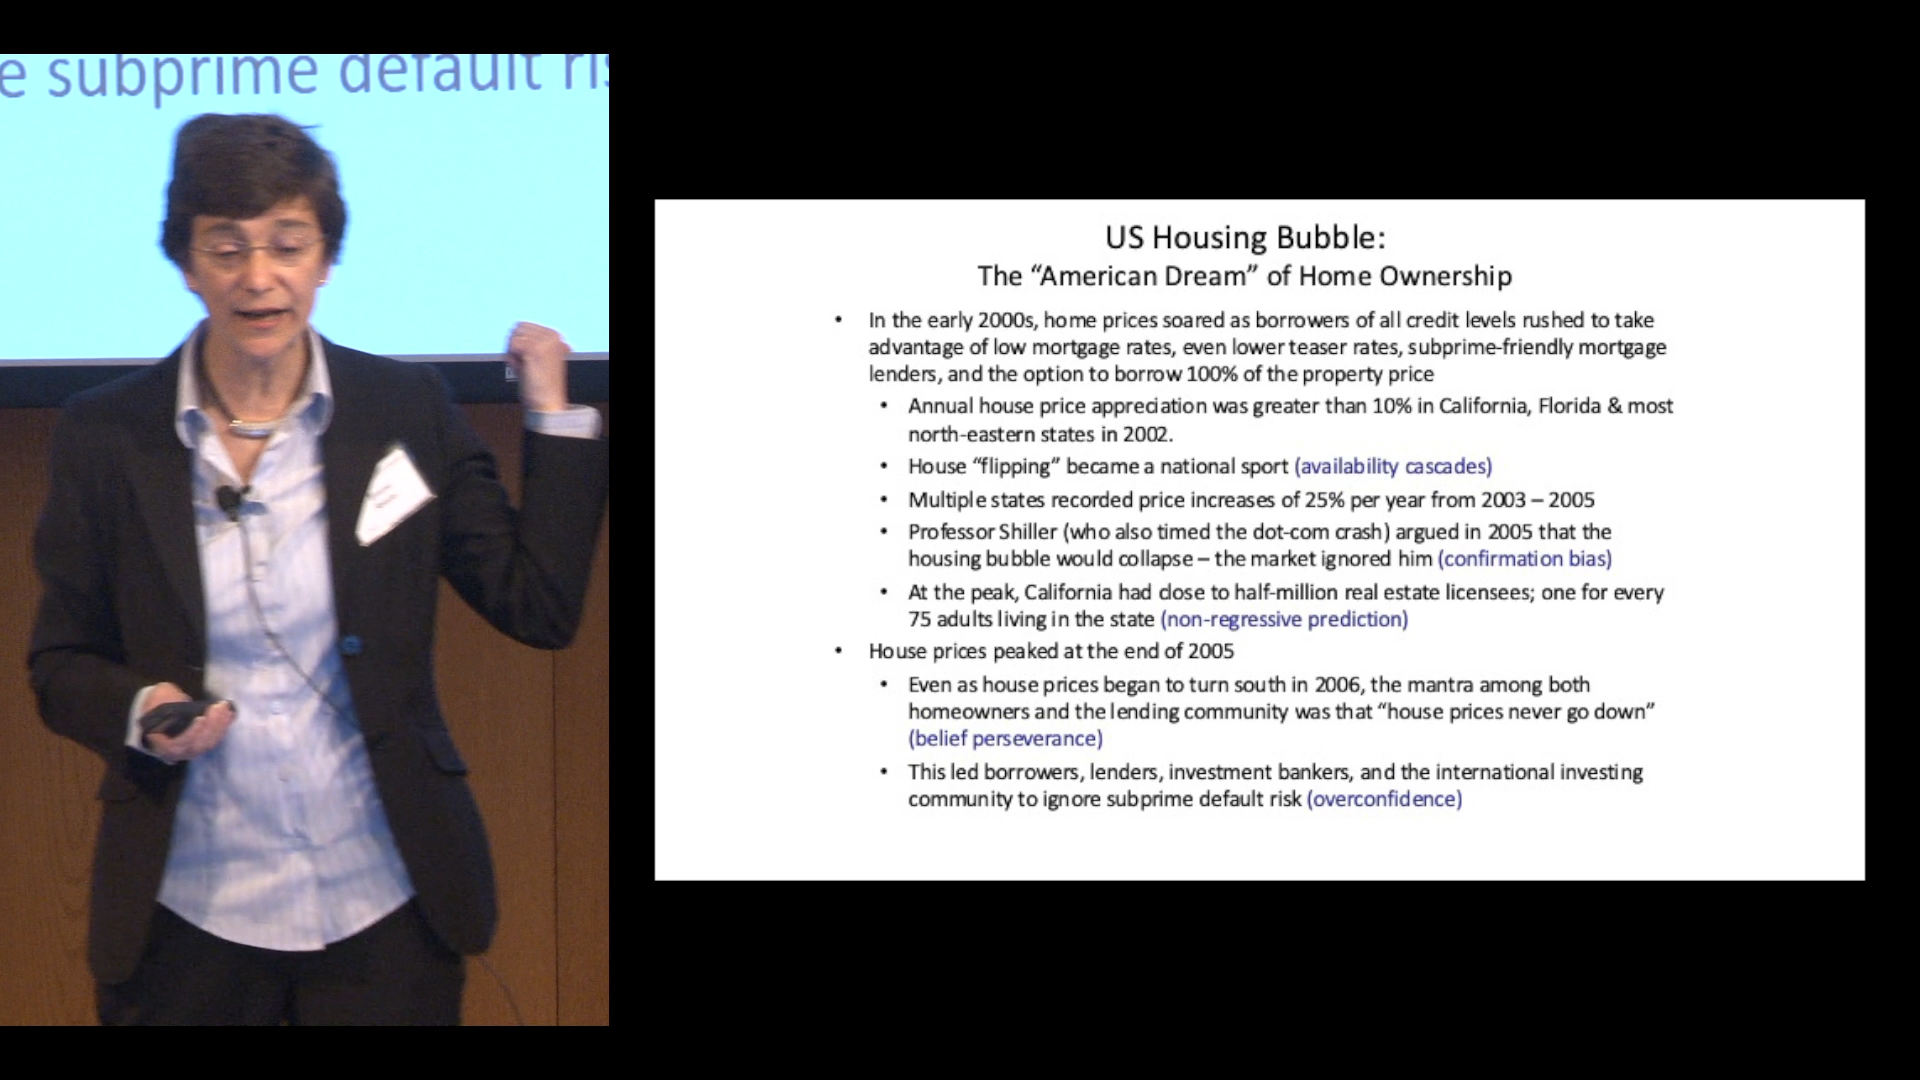 e subprime default ris
US Housing Bubble:
The “American Dream” of Home Ownership
• In the early 2000s, home prices soared as borrowers of all credit levels rushed to take
advantage of low mortgage rates, even lower teaser rates, subprime-friendly mortgage
lenders, and the option to borrow 100% of the property price
• Annual house price appreciation was greater than 10% in California, Florida & most
north-eastern states in 2002.
• House “flipping” became a national sport (availability cascades)
• Multiple states recorded price increases of 25% per year from 2003 – 2005
• Professor Shiller (who also timed the dot-com crash) argued in 2005 that the
housing bubble would collapse – the market ignored him (confirmation bias)
• At the peak, California had close to half-million real estate licensees; one for every
75 adults living in the state (non-regressive prediction)
• House prices peaked at the end of 2005
• Even as house prices began to turn south in 2006, the mantra among both
homeowners and the lending community was that “house prices never go down”
(belief perseverance)
• This led borrowers, lenders, investment bankers, and the international investing
community to ignore subprime default risk (overconfidence)